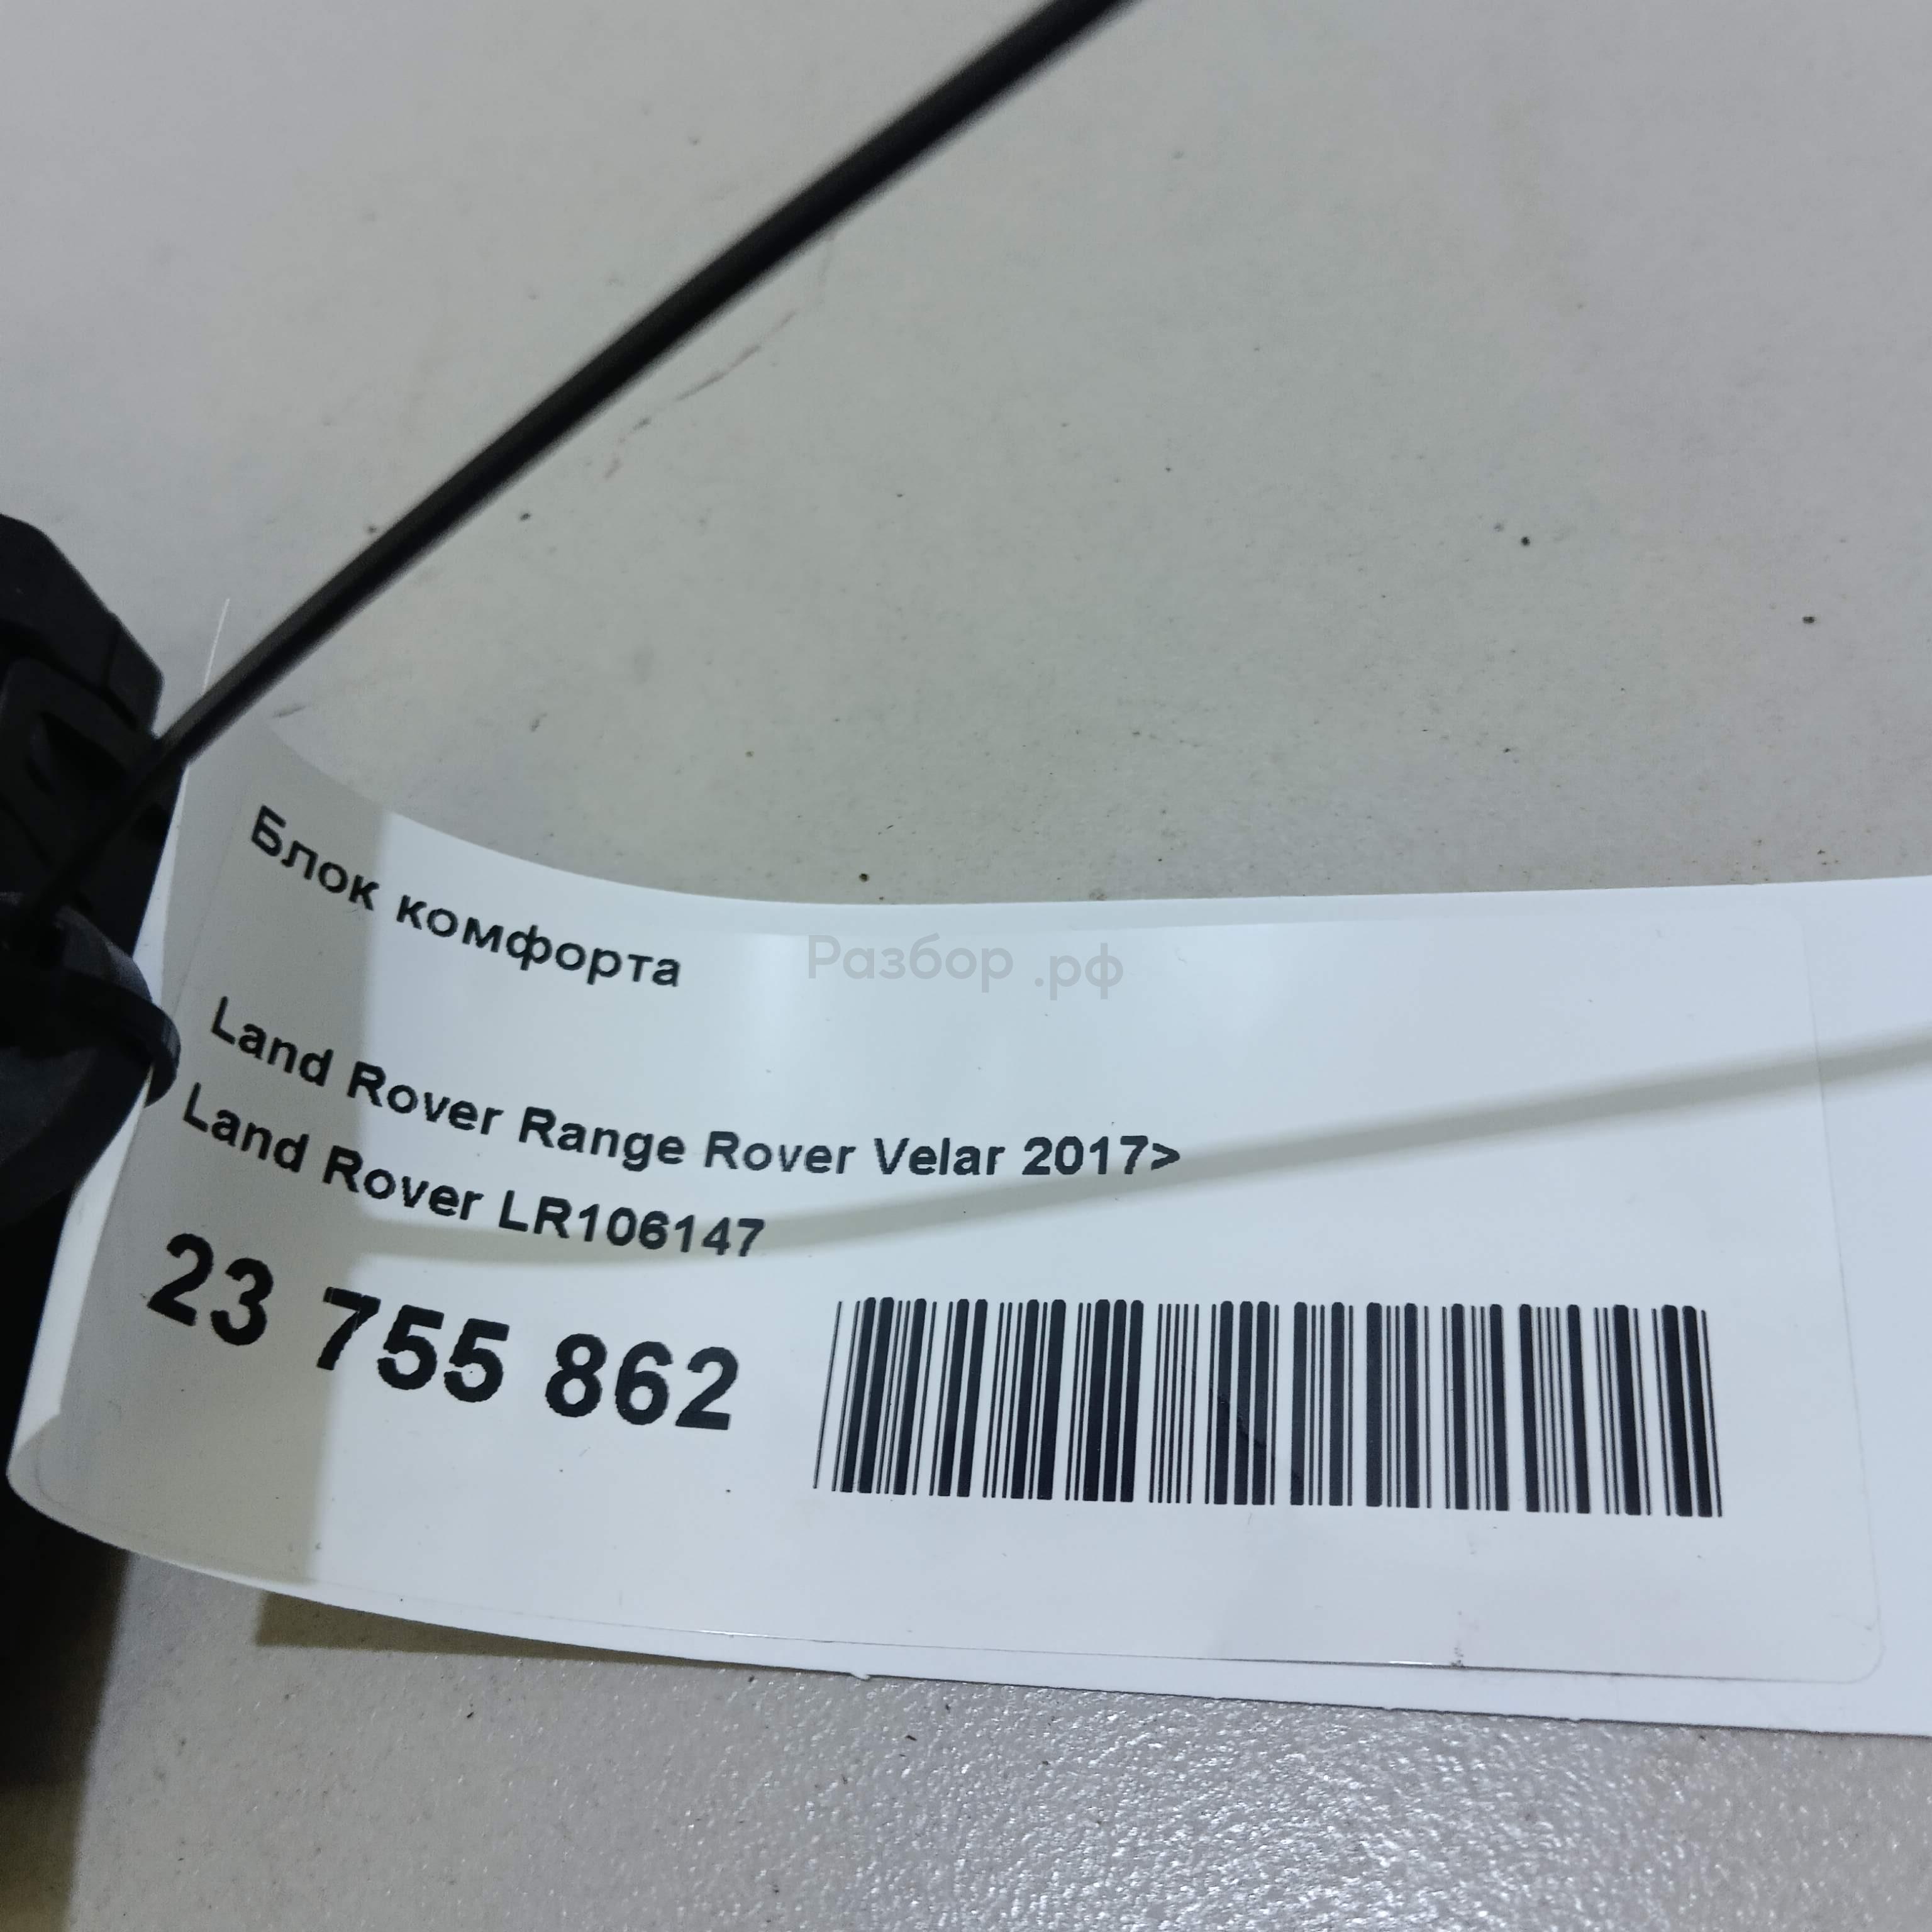 Блок комфорта
Разбор.рф
Land Rover Range Rover Velar 2017>
Land Rover LR106147
23 755 862